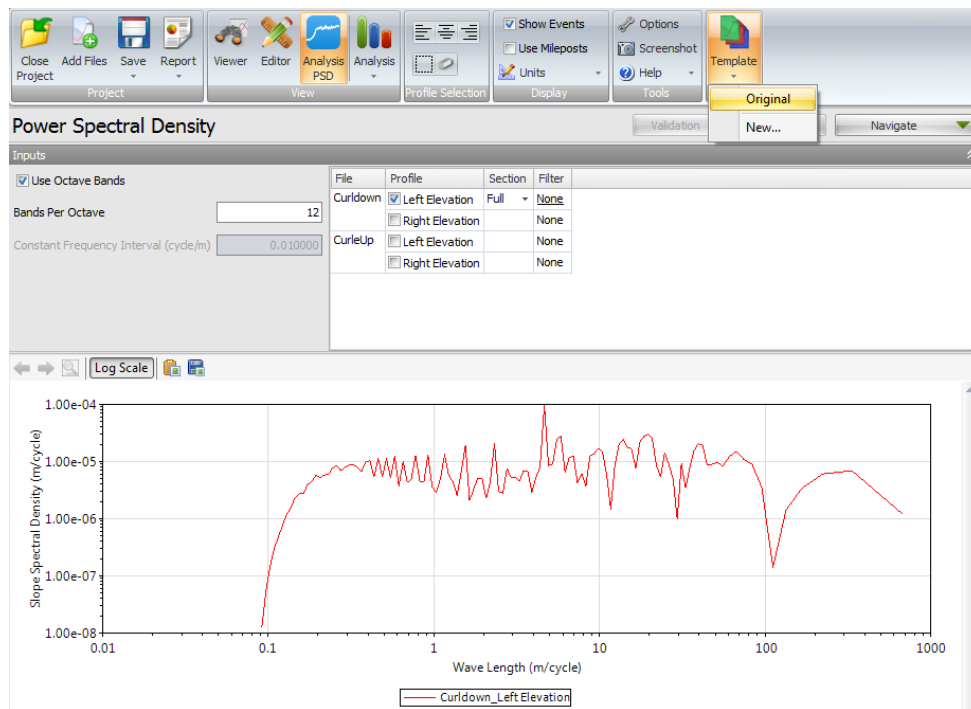 Close Project
Add Files
Save
Report
Viewer
Editor
Analysis PSD
Analysis
Show Events
Use Mileposts
Units
Options
Screenshot
Help
Template
Project
View
Profile Selection
Display
Tools
Original
New...
Power Spectral Density
Validation
Navigate
Inputs
Use Octave Bands
Bands Per Octave 12
Constant Frequency Interval (cycle/m) 0.010000
File Profile Section Filter
Curldown Left Elevation Full None
Right Elevation None
CurleUp Left Elevation None
Right Elevation None
Log Scale
Slope Spectral Density (m/cycle)
1.00e-04
1.00e-05
1.00e-06
1.00e-07
1.00e-08
0.01 0.1 1 10 100 1000
Wave Length (m/cycle)
Curldown_Left Elevation